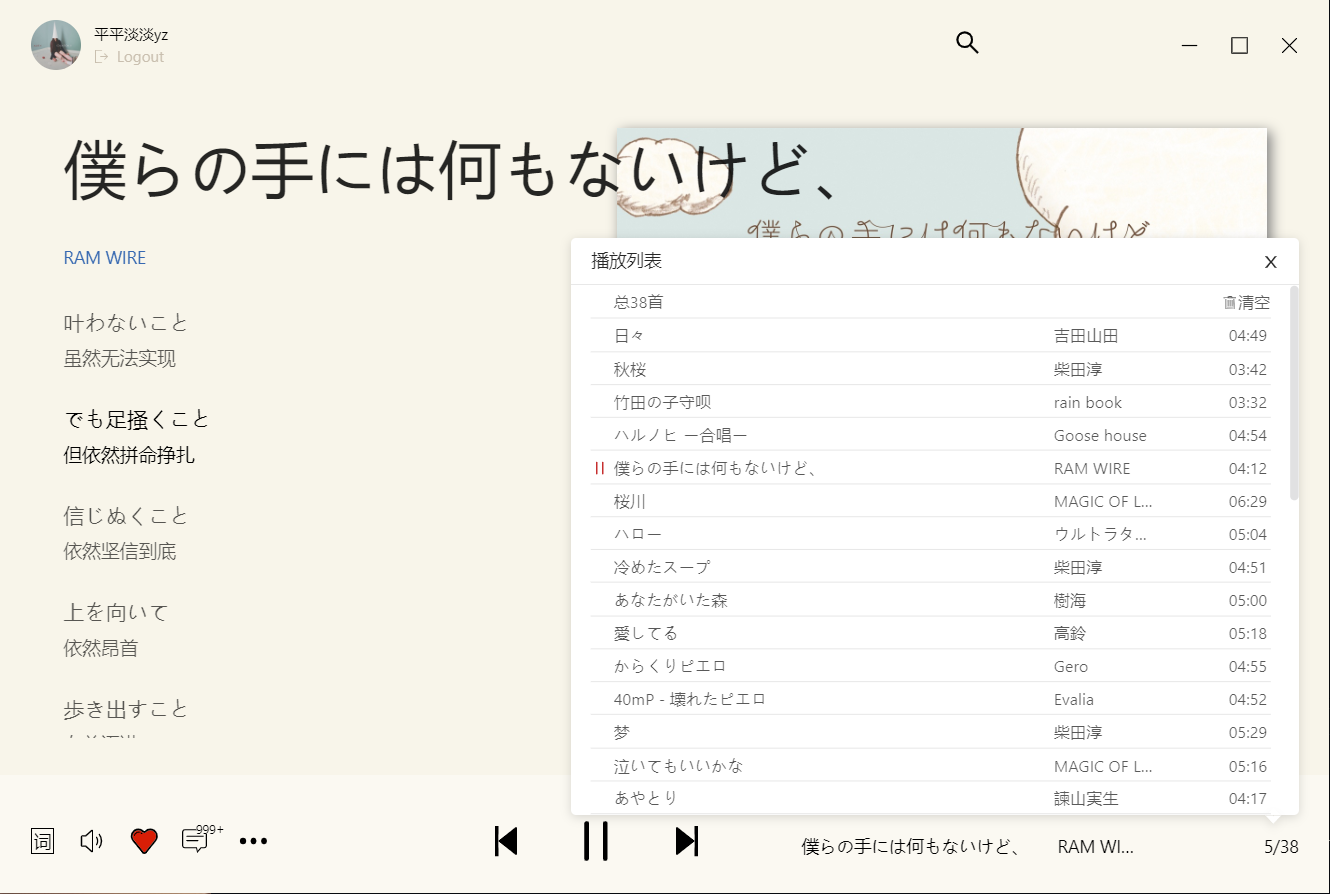 平平淡淡yz
Logout
僕らの手には何もないけど、
僕らの手には何もないけど
RAM WIRE
叶わないこと
虽然无法实现
でも足掻くこと
但依然拼命挣扎
信じぬくこと
依然坚信到底
上を向いて
依然昂首
歩き出すこと
播放列表 X
总38首 清空
日々 吉田山田 04:49
秋桜 柴田淳 03:42
竹田の子守唄 rain book 03:32
ハルノヒ ー合唱ー Goose house 04:54
僕らの手には何もないけど、 RAM WIRE 04:12
桜川 MAGIC OF L... 06:29
ハロー ウルトラタ... 05:04
冷めたスープ 柴田淳 04:51
あなたがいた森 樹海 05:00
愛してる 高鈴 05:18
からくりピエロ Gero 04:55
40mP - 壊れたピエロ Evalia 04:52
梦 柴田淳 05:29
泣いてもいいかな MAGIC OF L... 05:16
あやとり 諫山実生 04:17
词 999+ 僕らの手には何もないけど、 RAM WI... 5/38